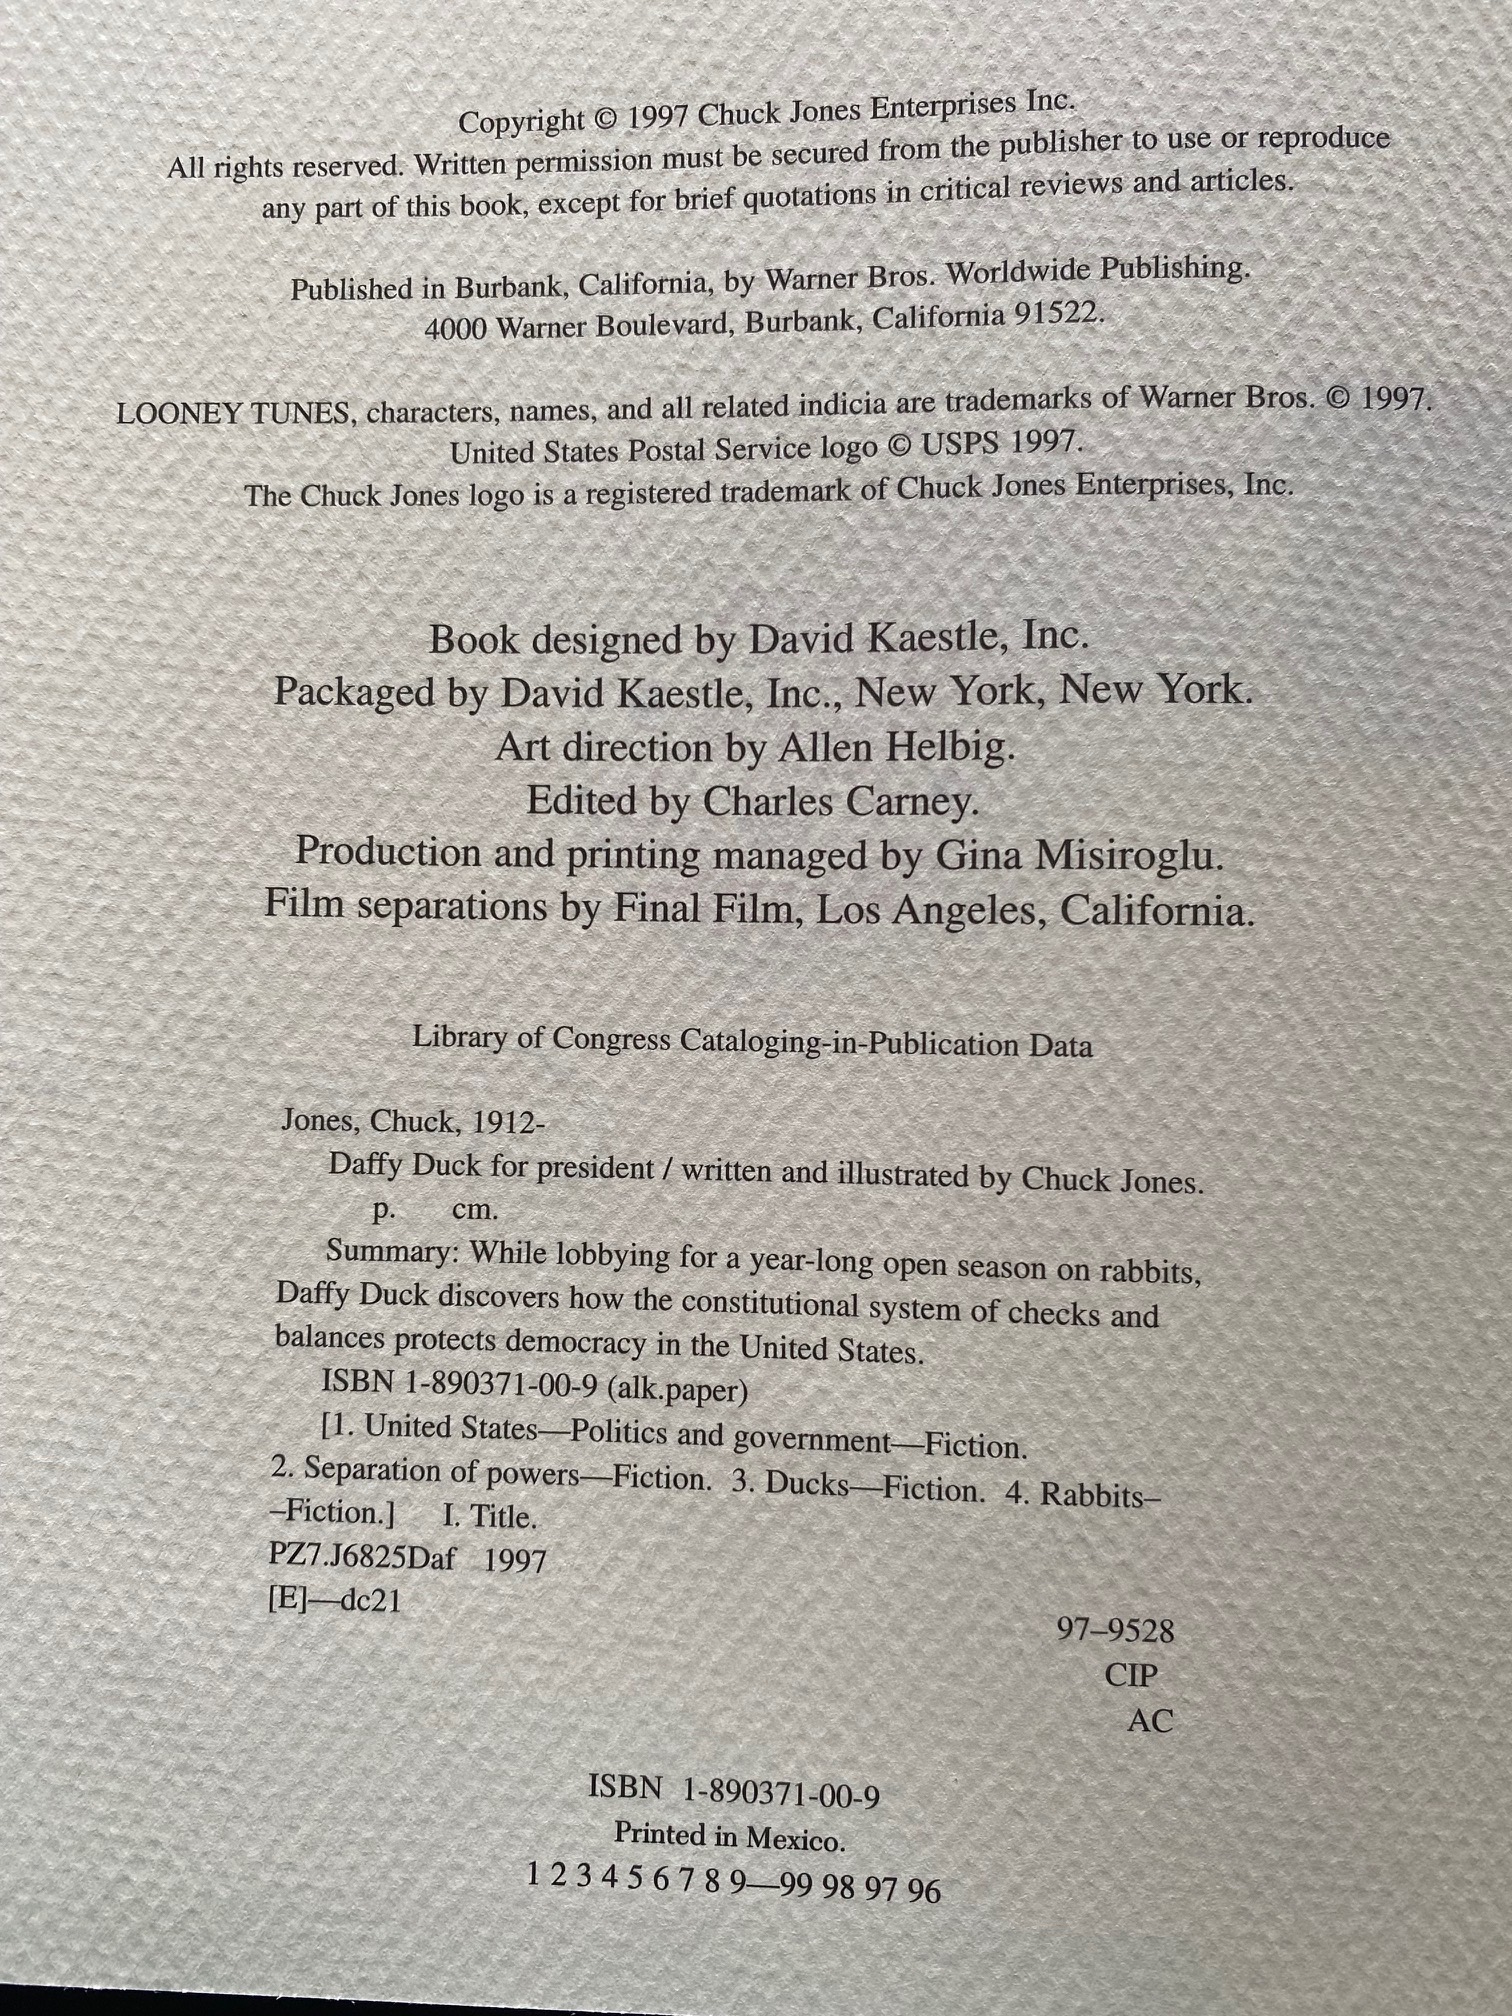 Copyright © 1997 Chuck Jones Enterprises Inc.
All rights reserved. Written permission must be secured from the publisher to use or reproduce
any part of this book, except for brief quotations in critical reviews and articles.
Published in Burbank, California, by Warner Bros. Worldwide Publishing.
4000 Warner Boulevard, Burbank, California 91522.
LOONEY TUNES, characters, names, and all related indicia are trademarks of Warner Bros. © 1997.
United States Postal Service logo © USPS 1997.
The Chuck Jones logo is a registered trademark of Chuck Jones Enterprises, Inc.
Book designed by David Kaestle, Inc.
Packaged by David Kaestle, Inc., New York, New York.
Art direction by Allen Helbig.
Edited by Charles Carney.
Production and printing managed by Gina Misiroglu.
Film separations by Final Film, Los Angeles, California.
Library of Congress Cataloging-in-Publication Data
Jones, Chuck, 1912-
Daffy Duck for president / written and illustrated by Chuck Jones.
p. cm.
Summary: While lobbying for a year-long open season on rabbits,
Daffy Duck discovers how the constitutional system of checks and
balances protects democracy in the United States.
ISBN 1-890371-00-9 (alk.paper)
[1. United States—Politics and government—Fiction.
2. Separation of powers—Fiction. 3. Ducks—Fiction. 4. Rabbits–
–Fiction.] I. Title.
PZ7.J6825Daf 1997
[E]—dc21
97–9528
CIP
AC
ISBN 1-890371-00-9
Printed in Mexico.
1 2 3 4 5 6 7 8 9—99 98 97 96